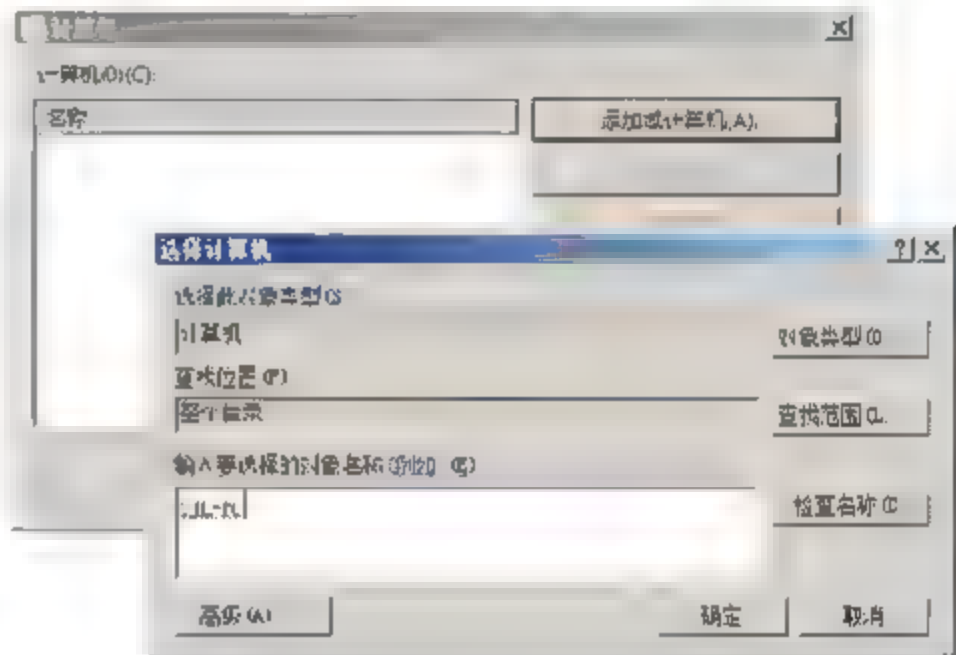 计算机
名称
添加域计算机(A)
选择计算机
选择此对象类型(S
计算机
对象类型(O
查找位置(F)
整个目录
查找范围(L
输入要选择的对象名称(例如) (E)
检查名称(C
高级(A)
确定
取消